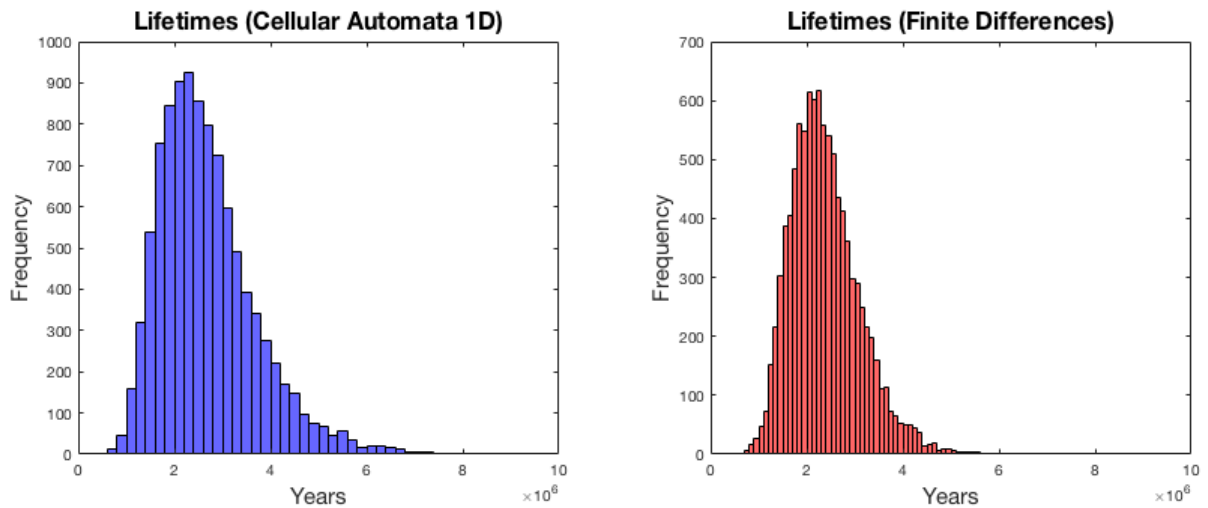 Lifetimes (Cellular Automata 1D)
1000
900
800
700
600
500
400
300
200
100
0
Frequency
0 2 4 6 8 10
Years
×10^6
Lifetimes (Finite Differences)
700
600
500
400
300
200
100
0
Frequency
0 2 4 6 8 10
Years
×10^6